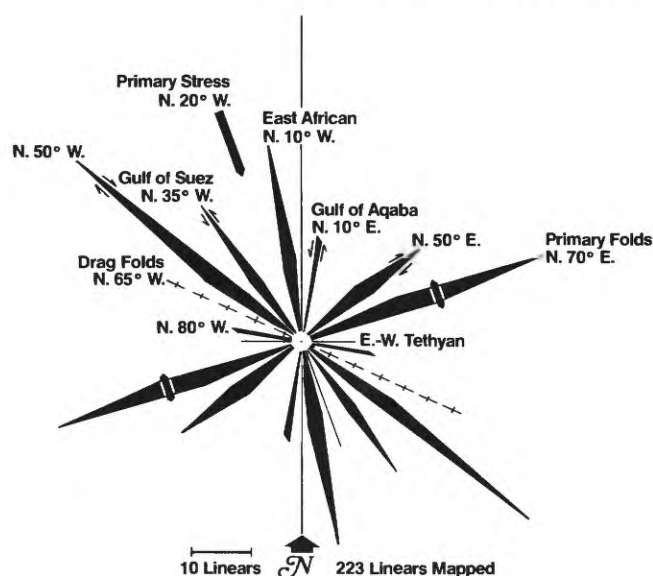 Primary Stress
N. 20° W.
East African
N. 10° W.
N. 50° W.
Gulf of Suez
N. 35° W.
Gulf of Aqaba
N. 10° E.
N. 50° E.
Primary Folds
N. 70° E.
Drag Folds
N. 65° W.
N. 80° W.
E.-W. Tethyan
10 Linears
N
223 Linears Mapped